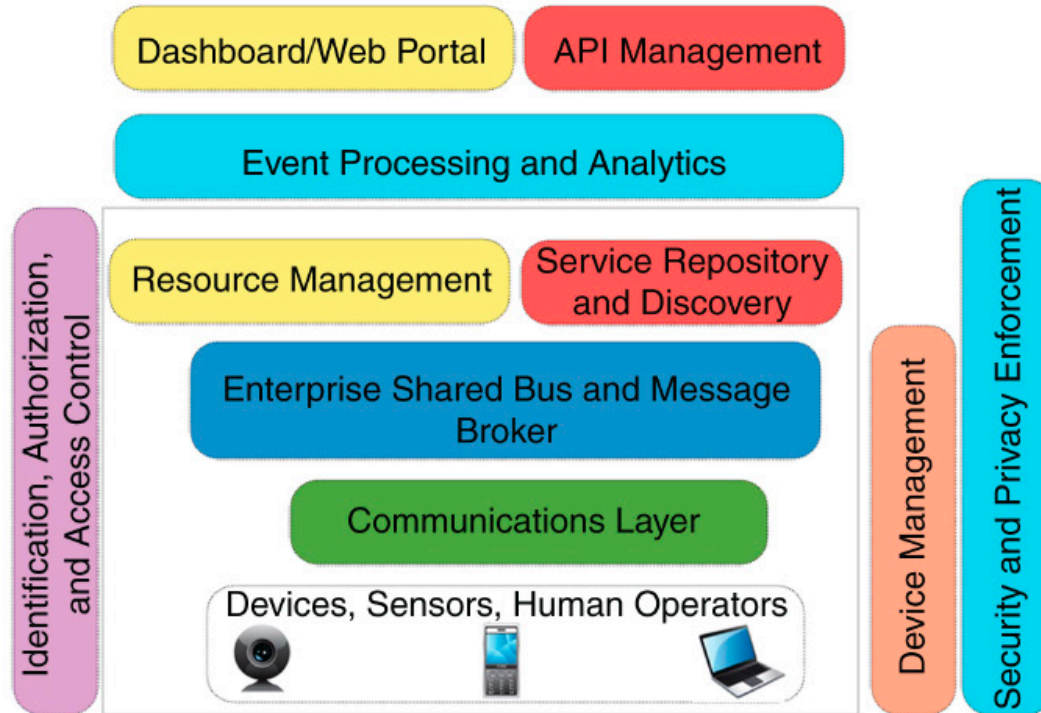 Dashboard/Web Portal
API Management
Event Processing and Analytics
Identification, Authorization,
and Access Control
Resource Management
Service Repository
and Discovery
Enterprise Shared Bus and Message
Broker
Communications Layer
Devices, Sensors, Human Operators
Device Management
Security and Privacy Enforcement